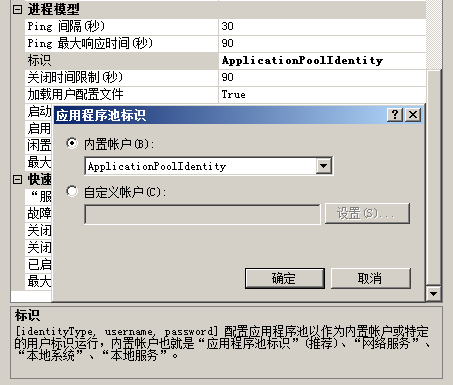 进程模型
Ping 间隔(秒) 30
Ping 最大响应时间(秒) 90
标识 ApplicationPoolIdentity
关闭时间限制(秒) 90
加载用户配置文件 True
启动
应用程序池标识
启用
内置帐户(B):
闲置
ApplicationPoolIdentity
最大
快速
自定义帐户(C):
“服
故障
设置(S)...
关闭
关闭
已启
确定 取消
最大
标识
[identityType, username, password] 配置应用程序池以作为内置帐户或特定
的用户标识运行，内置帐户也就是“应用程序池标识”(推荐)、“网络服务”、
“本地系统”、“本地服务”。